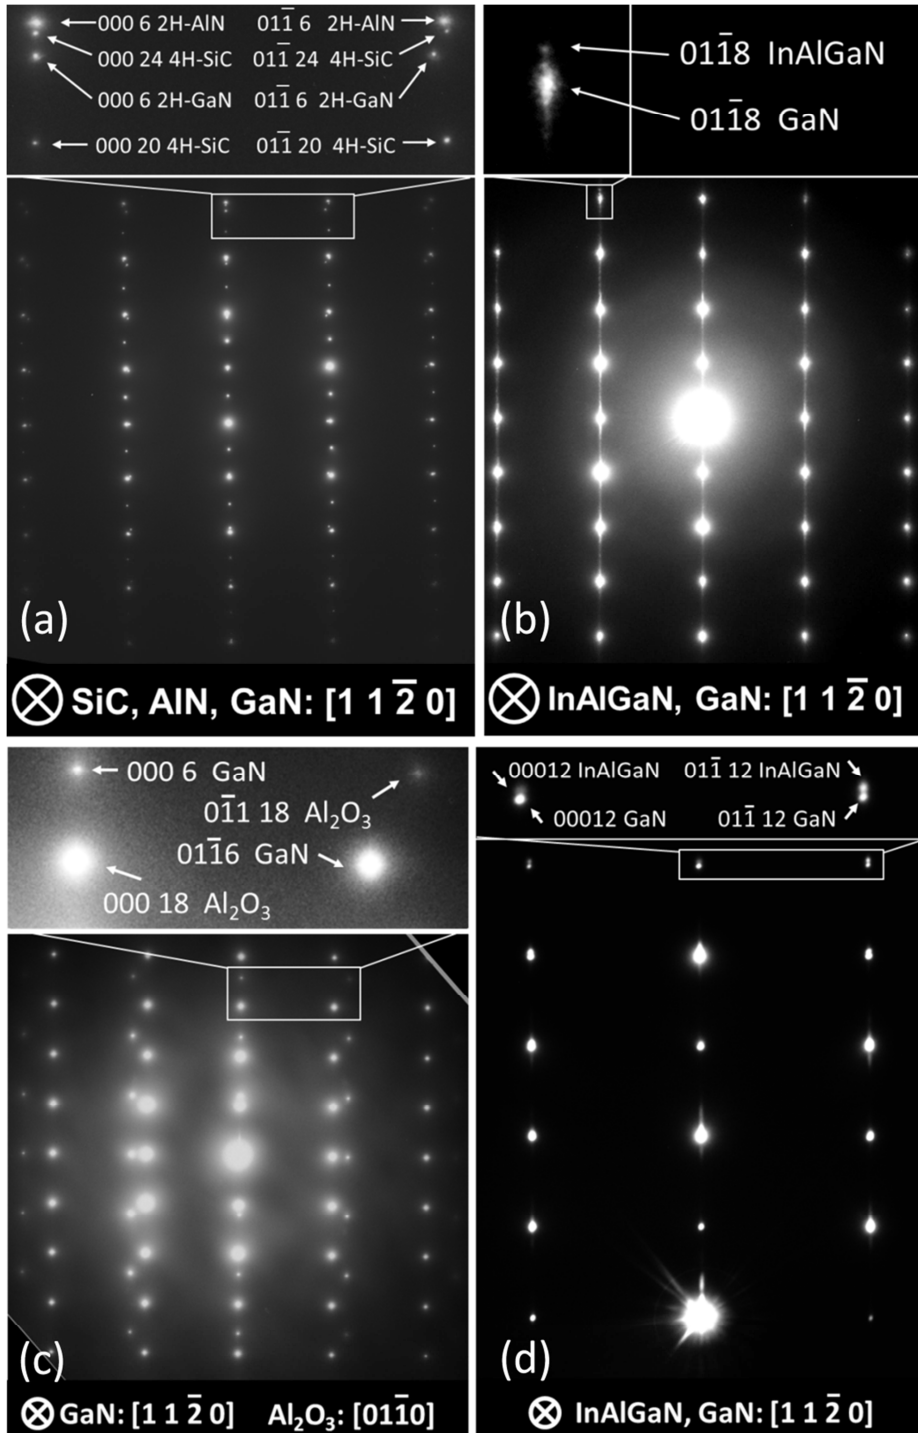 000 6 2H-AlN 01̅1 6 2H-AlN
000 24 4H-SiC 01̅1̅ 24 4H-SiC
000 6 2H-GaN 01̅1̅ 6 2H-GaN
000 20 4H-SiC 01̅1̅ 20 4H-SiC
(a)
⊗ SiC, AlN, GaN: [1 1 2̅ 0]
011̅8 InAlGaN
011̅8 GaN
(b)
⊗ InAlGaN, GaN: [1 1 2̅ 0]
000 6 GaN
01̅1 18 Al₂O₃
011̅6 GaN
000 18 Al₂O₃
(c)
⊗ GaN: [1 1 2̅ 0] Al₂O₃: [011̅0]
00012 InAlGaN 011̅ 12 InAlGaN
00012 GaN 011̅ 12 GaN
(d)
⊗ InAlGaN, GaN: [1 1 2̅ 0]